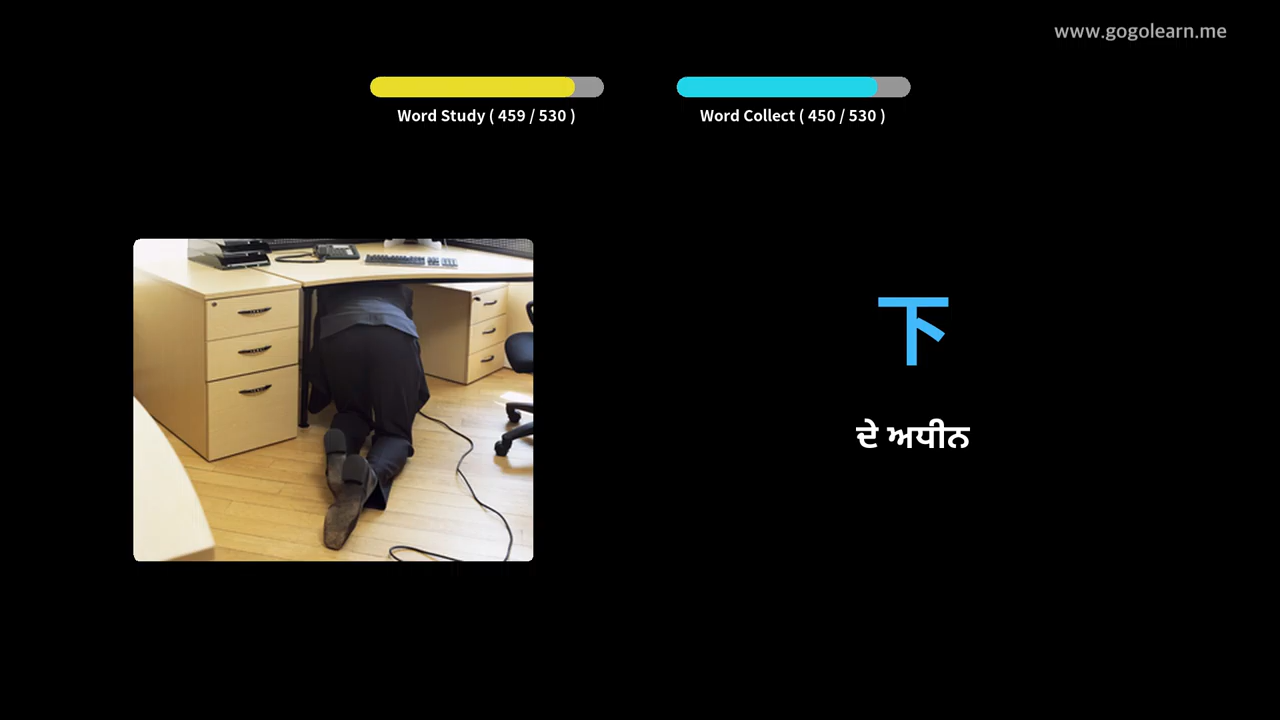 www.gogolearn.me
Word Study ( 459 / 530 )
Word Collect ( 450 / 530 )
下
ਦੇ ਅਧੀਨ